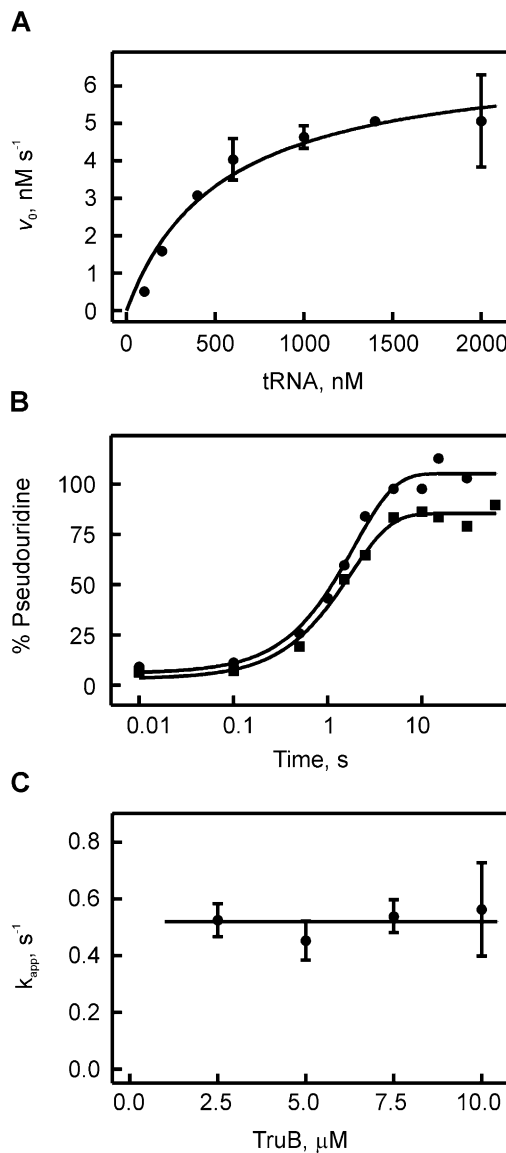 A
6
5
4
3
2
1
0
v₀, nM s⁻¹
0 500 1000 1500 2000
tRNA, nM
B
100
75
50
25
0
% Pseudouridine
0.01 0.1 1 10
Time, s
C
0.8
0.6
0.4
0.2
0.0
kapp, s⁻¹
0.0 2.5 5.0 7.5 10.0
TruB, μM